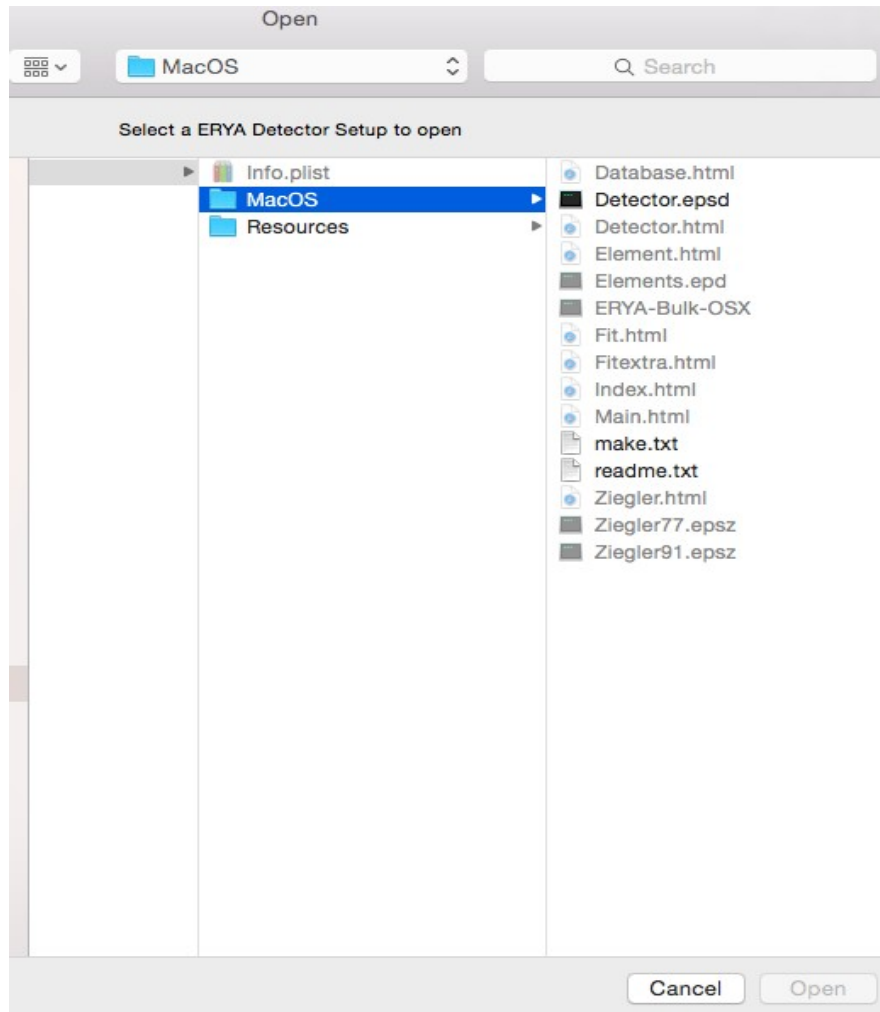 Open
MacOS
Search
Select a ERYA Detector Setup to open
Info.plist
MacOS
Resources
Database.html
Detector.epsd
Detector.html
Element.html
Elements.epd
ERYA-Bulk-OSX
Fit.html
Fitextra.html
Index.html
Main.html
make.txt
readme.txt
Ziegler.html
Ziegler77.epsz
Ziegler91.epsz
Cancel
Open